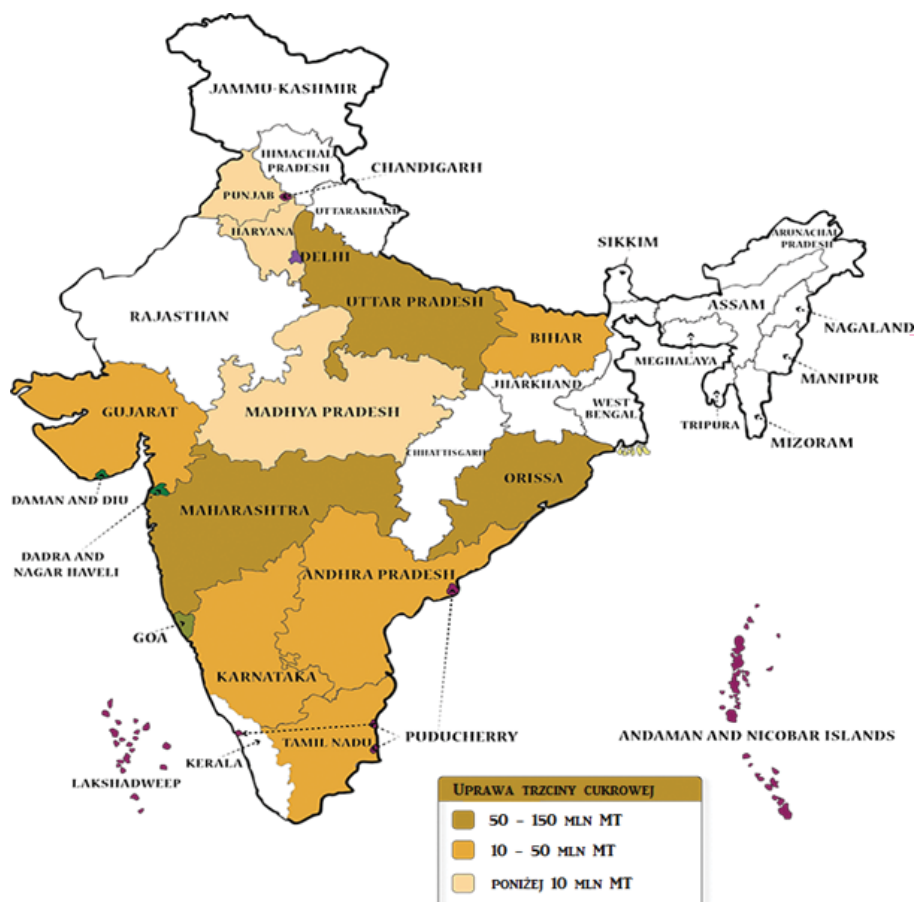 JAMMU-KASHMIR
HIMACHAL
PRADESH
CHANDIGARH
PUNJAB
UTTARAKHAND
HARYANA
DELHI
SIKKIM
ARUNACHAL
PRADESH
UTTAR PRADESH
ASSAM
RAJASTHAN
NAGALAND
BIHAR
MEGHALAYA
MANIPUR
JHARKHAND
GUJARAT
MADHYA PRADESH
WEST
BENGAL
TRIPURA
MIZORAM
CHHATTISGARH
ORISSA
DAMAN AND DIU
MAHARASHTRA
DADRA AND
NAGAR HAVELI
ANDHRA PRADESH
GOA
KARNATAKA
PUDUCHERRY
ANDAMAN AND NICOBAR ISLANDS
TAMIL NADU
KERALA
LAKSHADWEEP
UPRAWA TRZCINY CUKROWEJ
50 – 150 MLN MT
10 – 50 MLN MT
PONIŻEJ 10 MLN MT